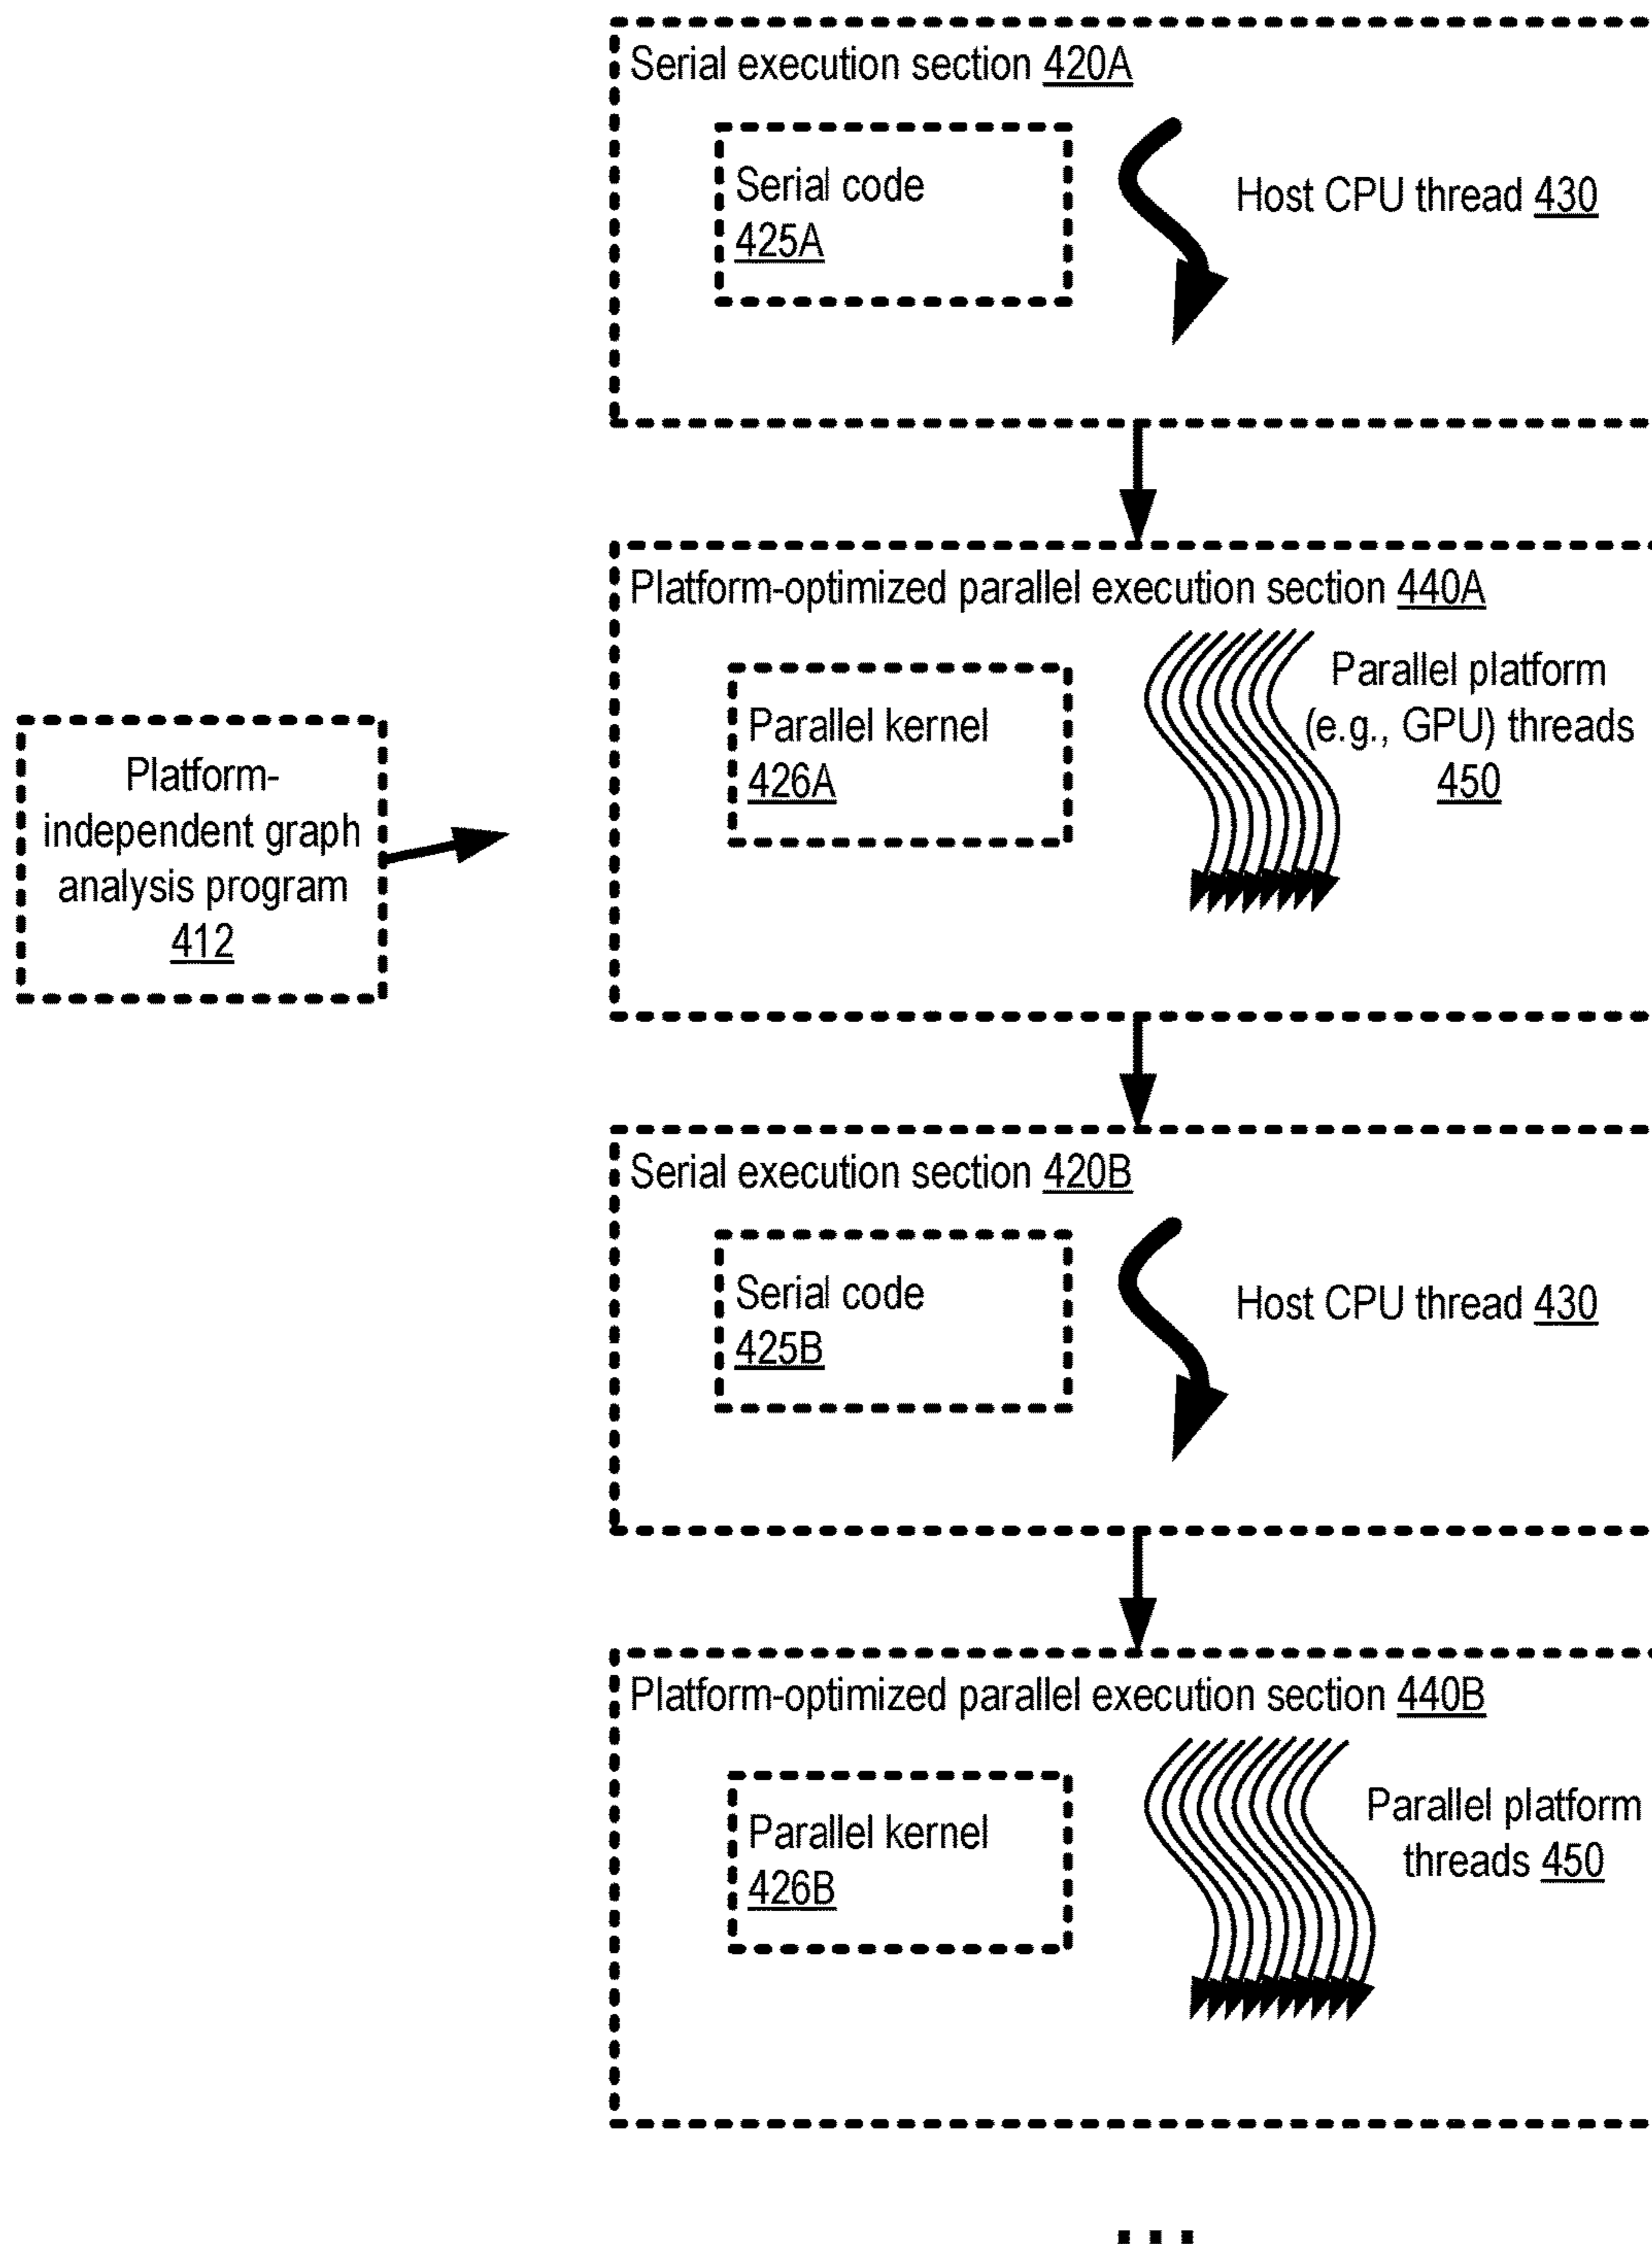 Serial execution section 420A
Serial code
425A
Host CPU thread 430
Platform-optimized parallel execution section 440A
Parallel kernel
426A
Parallel platform
(e.g., GPU) threads
450
Platform-
independent graph
analysis program
412
Serial execution section 420B
Serial code
425B
Host CPU thread 430
Platform-optimized parallel execution section 440B
Parallel kernel
426B
Parallel platform
threads 450